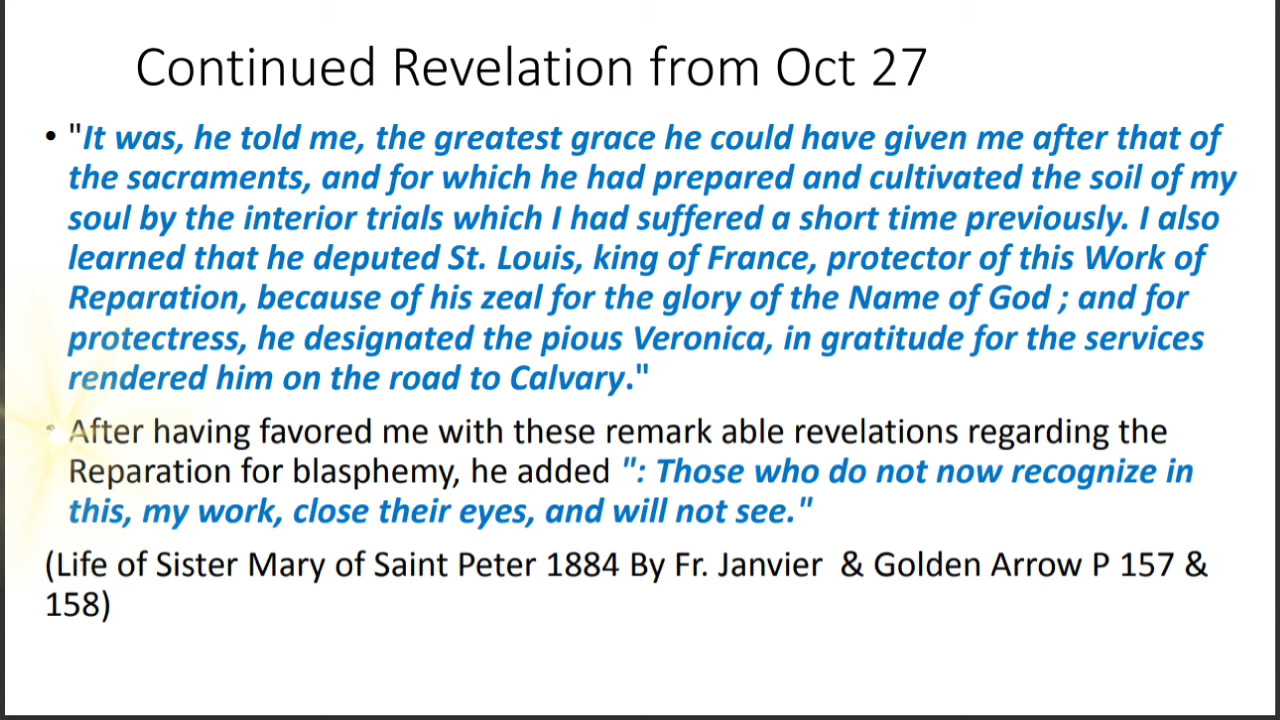 Continued Revelation from Oct 27
• "It was, he told me, the greatest grace he could have given me after that of
the sacraments, and for which he had prepared and cultivated the soil of my
soul by the interior trials which I had suffered a short time previously. I also
learned that he deputed St. Louis, king of France, protector of this Work of
Reparation, because of his zeal for the glory of the Name of God ; and for
protectress, he designated the pious Veronica, in gratitude for the services
rendered him on the road to Calvary."
• After having favored me with these remark able revelations regarding the
Reparation for blasphemy, he added ": Those who do not now recognize in
this, my work, close their eyes, and will not see."
(Life of Sister Mary of Saint Peter 1884 By Fr. Janvier & Golden Arrow P 157 &
158)